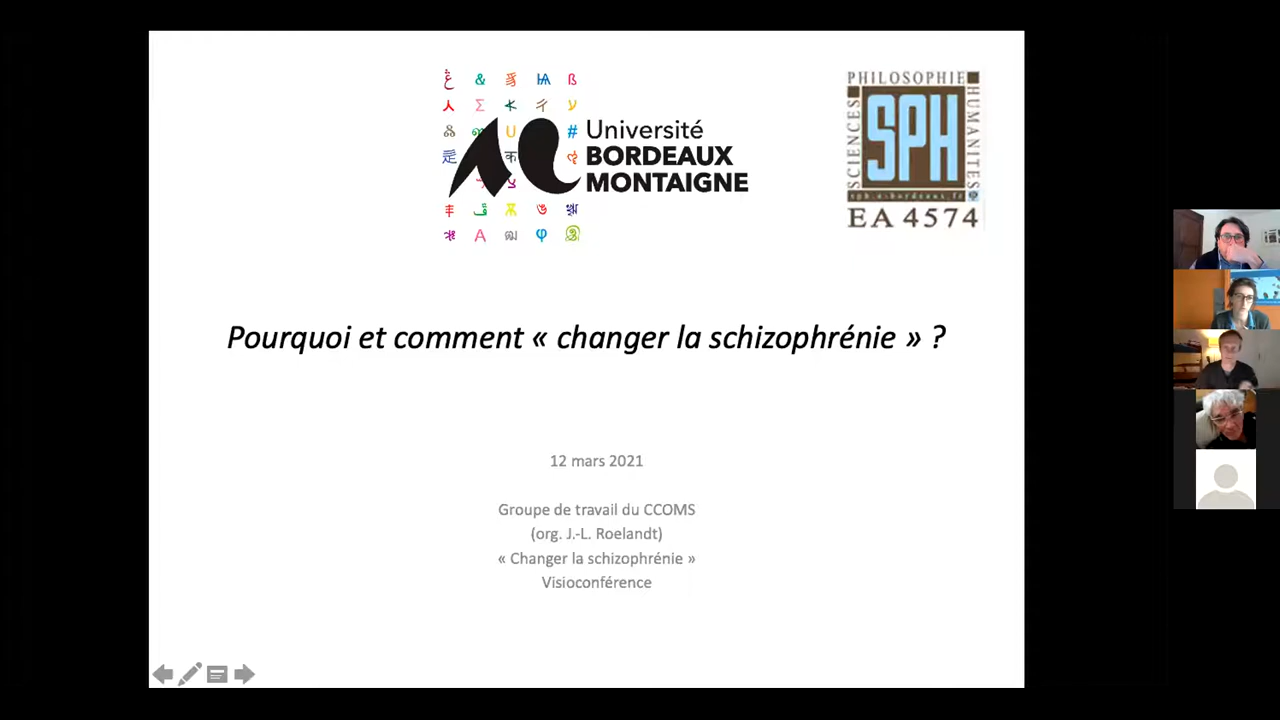 Université
BORDEAUX
MONTAIGNE
PHILOSOPHIE
SCIENCES
HUMANITES
SPH
EA 4574
Pourquoi et comment « changer la schizophrénie » ?
12 mars 2021
Groupe de travail du CCOMS
(org. J.-L. Roelandt)
« Changer la schizophrénie »
Visioconférence